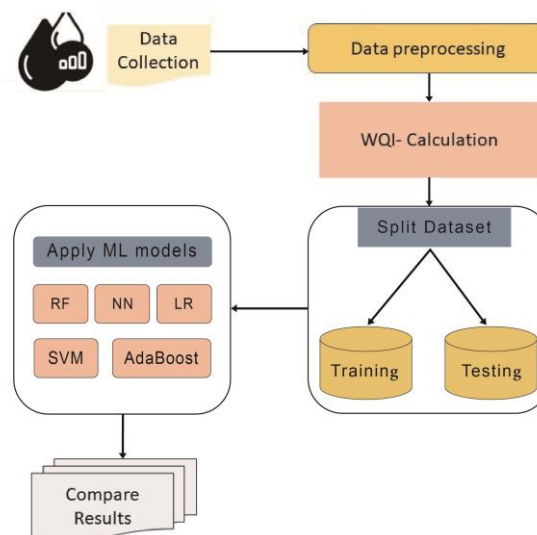 Data
Collection
Data preprocessing
WQI- Calculation
Split Dataset
Training
Testing
Apply ML models
RF
NN
LR
SVM
AdaBoost
Compare
Results